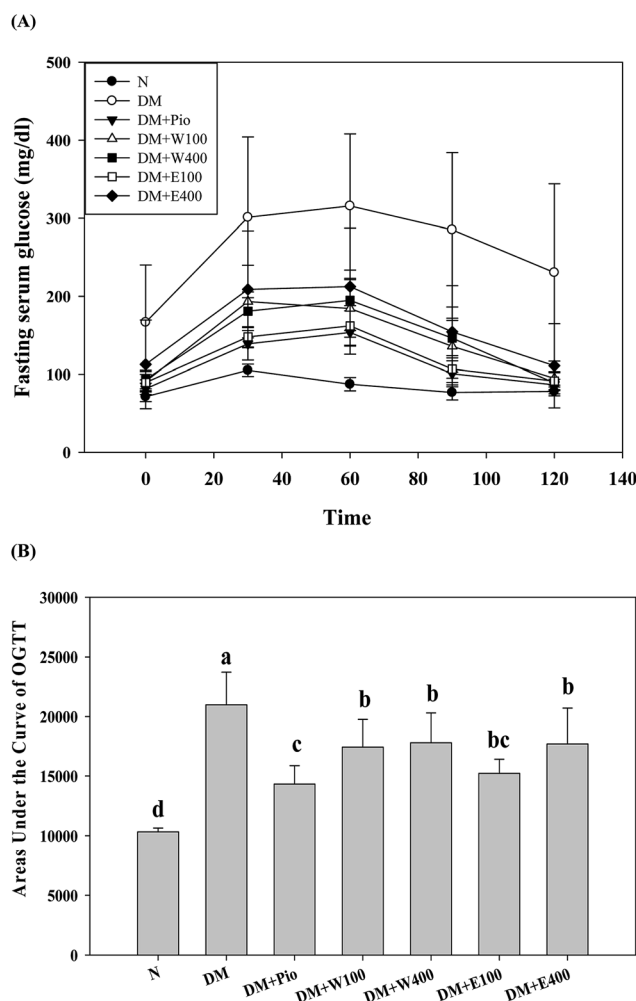 (A)
Fasting serum glucose (mg/dl)
500
400
300
200
100
0
N
DM
DM+Pio
DM+W100
DM+W400
DM+E100
DM+E400
0 20 40 60 80 100 120 140
Time
(B)
Areas Under the Curve of OGTT
30000
25000
20000
15000
10000
5000
0
d a c b b bc b
N DM DM+Pio DM+W100 DM+W400 DM+E100 DM+E400